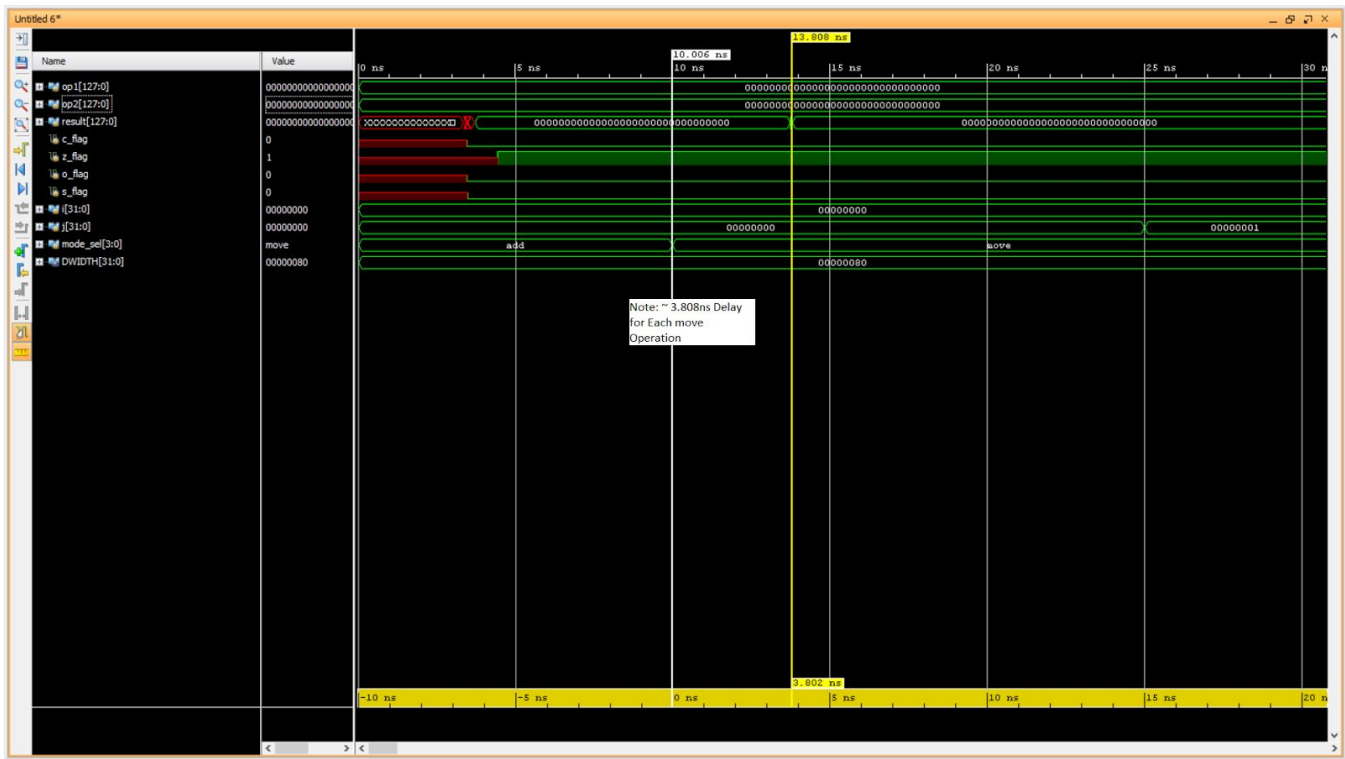 Untitled 6*
13.808 ns
10.006 ns
Name Value
0 ns 5 ns 10 ns 15 ns 20 ns 25 ns 30 n
op1[127:0] 0000000000000000 00000000000000000000000000000000
op2[127:0] 0000000000000000 00000000000000000000000000000000
result[127:0] 0000000000000000 00000000000000000000000000000000 00000000000000000000000000000000
c_flag 0
z_flag 1
o_flag 0
s_flag 0
i[31:0] 00000000 00000000
j[31:0] 00000000 00000000 00000001
mode_sel[3:0] move add move
DWIDTH[31:0] 00000080 00000080
Note: ~ 3.808ns Delay
for Each move
Operation
3.802 ns
-10 ns -5 ns 0 ns 5 ns 10 ns 15 ns 20 n